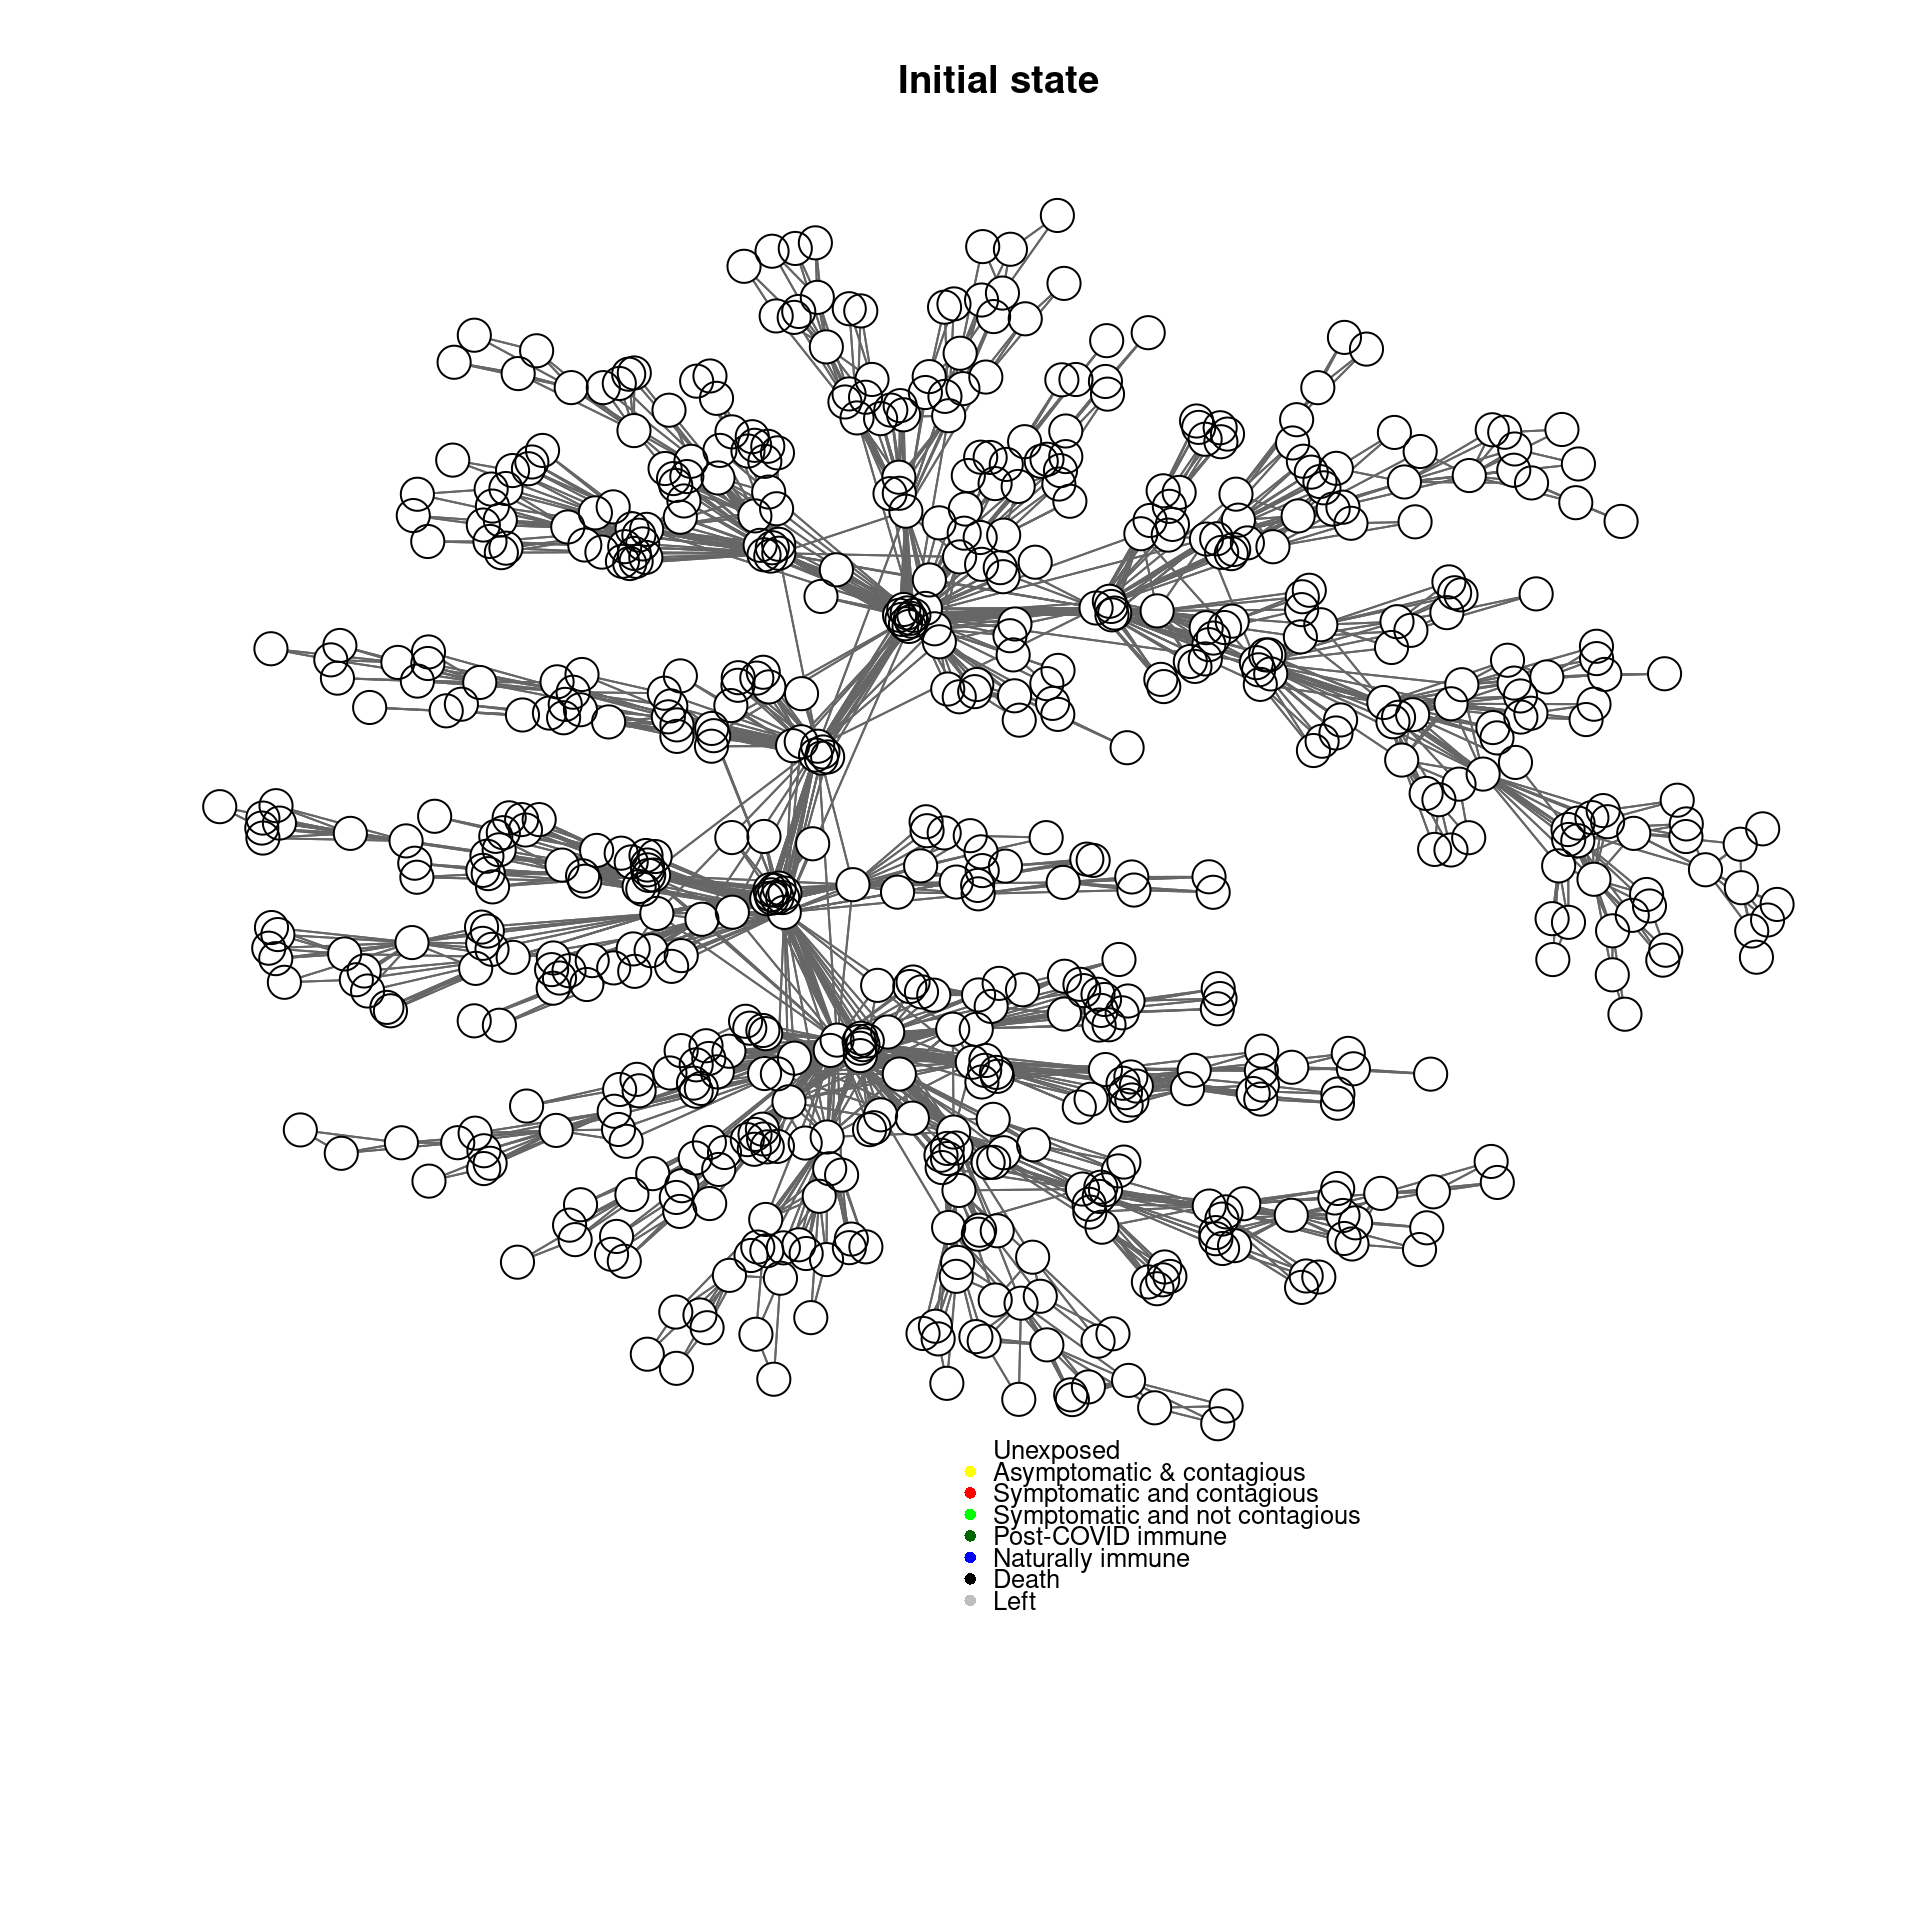 Initial state
Unexposed
Asymptomatic & contagious
Symptomatic and contagious
Symptomatic and not contagious
Post-COVID immune
Naturally immune
Death
Left